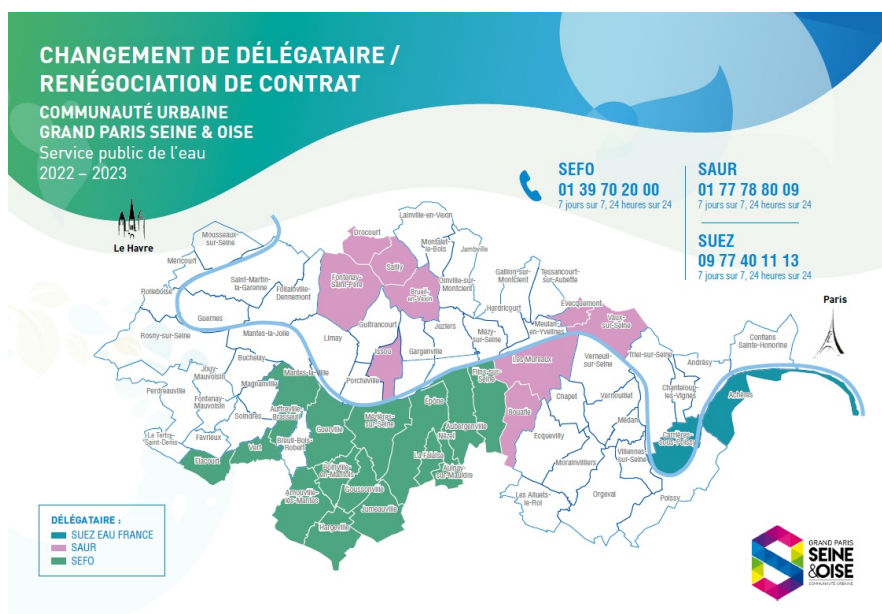 CHANGEMENT DE DÉLÉGATAIRE /
RENÉGOCIATION DE CONTRAT
COMMUNAUTÉ URBAINE
GRAND PARIS SEINE & OISE
Service public de l'eau
2022 – 2023
SEFO
01 39 70 20 00
7 jours sur 7, 24 heures sur 24
SAUR
01 77 78 80 09
7 jours sur 7, 24 heures sur 24
SUEZ
09 77 40 11 13
7 jours sur 7, 24 heures sur 24
Le Havre
Paris
Mousseaux-
sur-Seine
Méricourt
Rolleboise
Saint-Martin-
la-Garenne
Follainville-
Dennemont
Guernes
Rosny-sur-Seine
Mantes-la-Jolie
Limay
Drocourt
Sailly
Fontenay-
Saint-Père
Brueil-
en-Vexin
Lainville-en-Vexin
Montalet-
le-Bois
Jambville
Oinville-sur-
Montcient
Gaillon-sur-
Montcient
Tessancourt-
sur-Aubette
Hardricourt
Evecquemont
Vaux-
sur-Seine
Meulan-
en-Yvelines
Guitrancourt
Issou
Gargenville
Juziers
Mézy-
sur-Seine
Porcheville
Les Mureaux
Verneuil-
sur-Seine
Triel-sur-Seine
Andrésy
Conflans
Sainte-Honorine
Chanteloup-
les-Vignes
Achères
Carrières-
sous-Poissy
Poissy
Buchelay
Mantes-la-Ville
Magnanville
Jouy-
Mauvoisin
Perdreauville
Fontenay-
Mauvoisin
Soindres
Auffreville-
Brasseuil
Le Tertre-
Saint-Denis
Favrieux
Vert
Breuil-Bois-
Robert
Flacourt
Guerville
Mézières-
sur-Seine
Epône
Flins-sur-
Seine
Aubergenville
Nézel
La Falaise
Aulnay-
sur-Mauldre
Boinville-
en-Mantois
Goussonville
Arnouville-
lès-Mantes
Jumeauville
Hargeville
Bouafle
Chapet
Vernouillet
Médan
Ecquevilly
Villennes-
sur-Seine
Morainvilliers
Les Alluets-
le-Roi
Orgeval
DÉLÉGATAIRE :
SUEZ EAU FRANCE
SAUR
SEFO
GRAND PARIS
SEINE
&OISE
COMMUNAUTÉ URBAINE